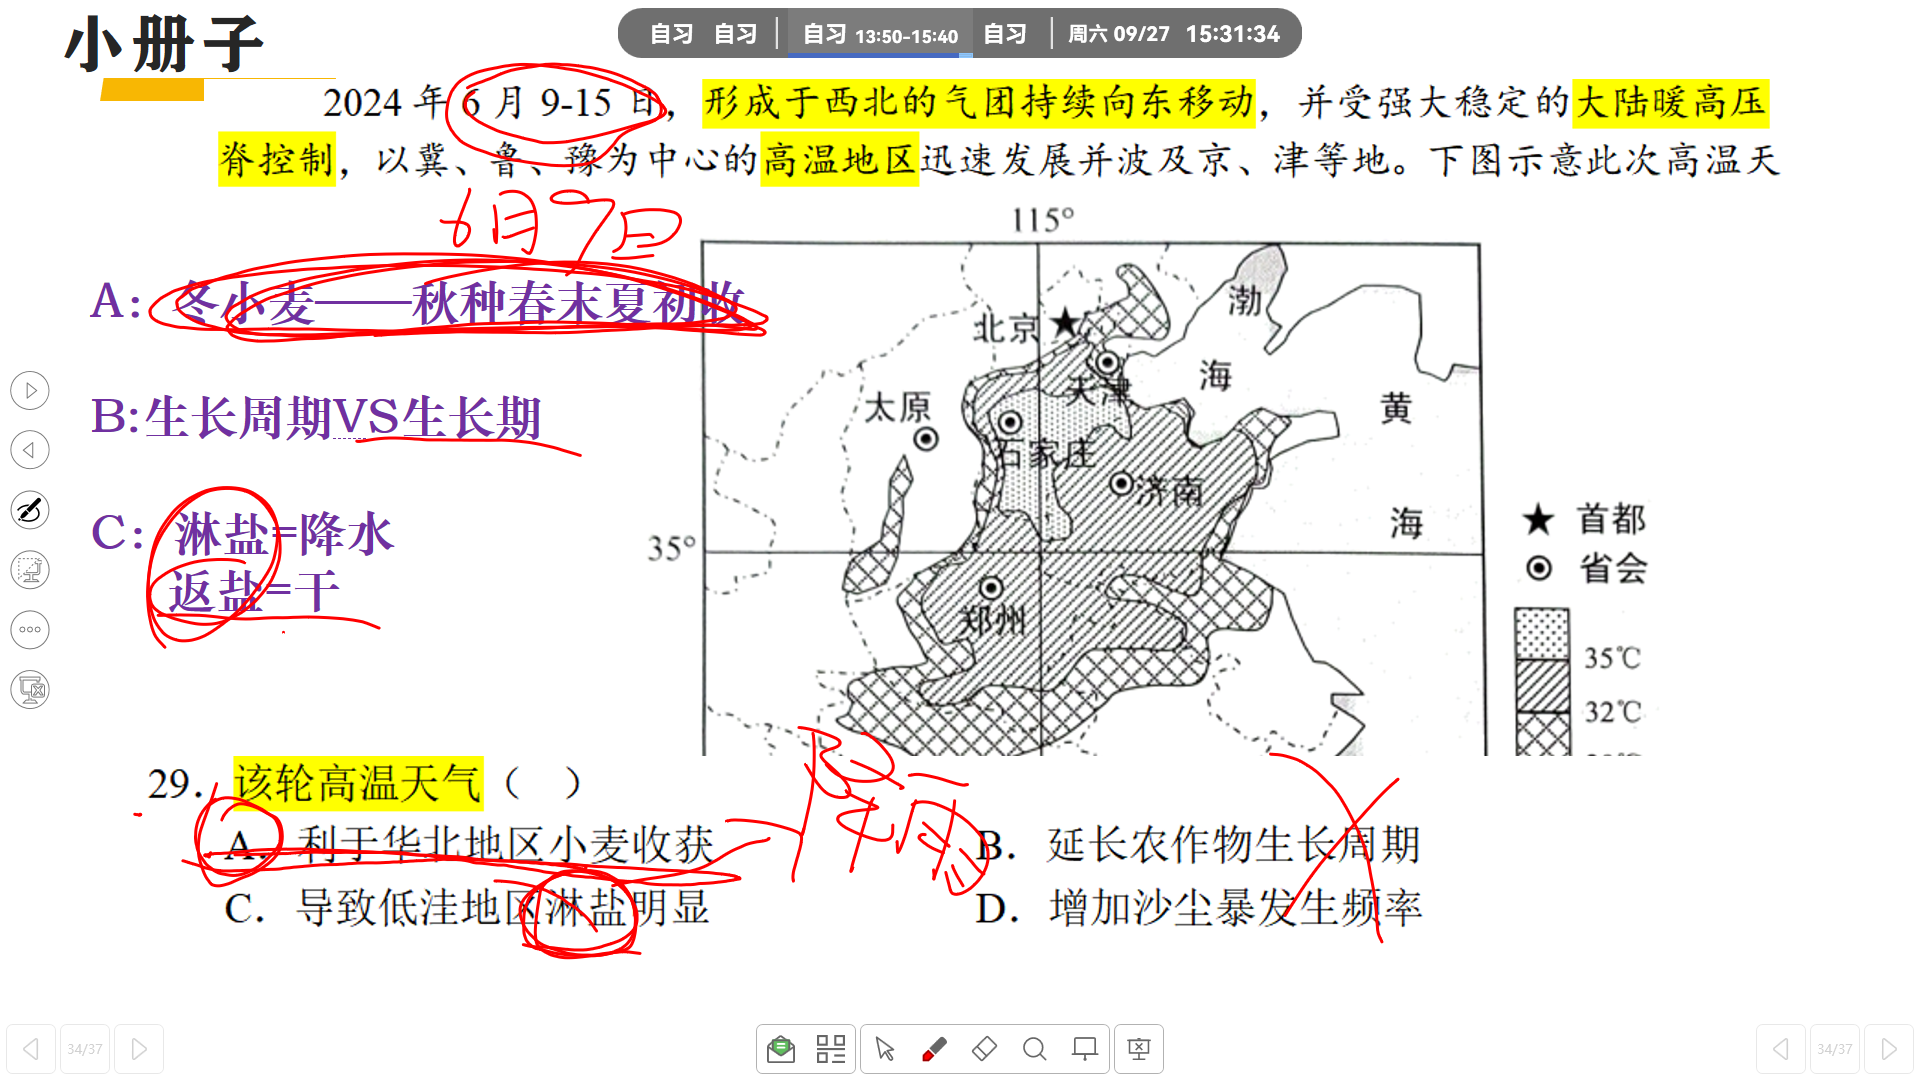 小册子
自习 自习 自习 13:50-15:40 自习 周六 09/27 15:31:34
2024 年 6 月 9-15 日，形成于西北的气团持续向东移动，并受强大稳定的大陆暖高压
脊控制，以冀、鲁、豫为中心的高温地区迅速发展并波及京、津等地。下图示意此次高温天
6月
115°
A：冬小麦——秋种春末夏初收
渤
北京
海
天津
太原
黄
B:生长周期VS生长期
石家庄
济南
C：淋盐=降水
首都
海
35°
省会
返盐=干
郑州
35℃
32℃
29．该轮高温天气（ ）
A．利于华北地区小麦收获
B．延长农作物生长周期
C．导致低洼地区淋盐明显
D．增加沙尘暴发生频率
34/37
34/37